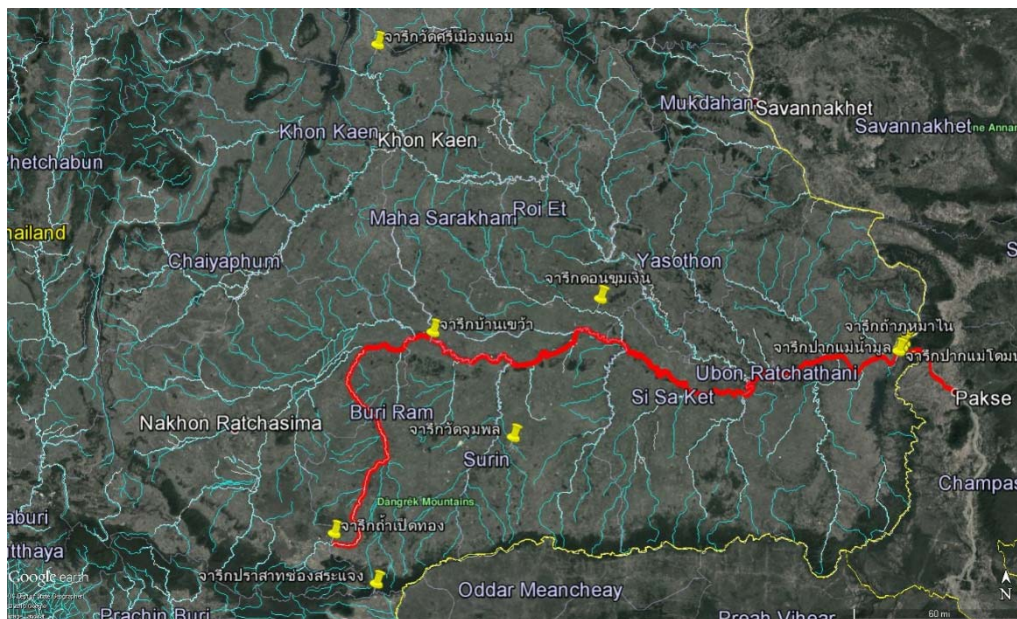 จารึกวัดศรีเมืองแอม
Mukdahan
Savannakhet
Khon Kaen
Savannakhet
ne Annam
Khon Kaen
Phetchabun
Roi Et
Maha Sarakham
hailand
Yasothon
Chaiyaphum
จารึกดอนขุมเงิน
จารึกบ้านเขว้า
จารึกถ้ำภูหมาไน
จารึกปากแม่น้ำมูล
จารึกปากแม่โดมน
Ubon Ratchathani
Si Sa Ket
Pakse
Buri Ram
Nakhon Ratchasima
จารึกวัดจุมพล
Surin
Champas
Dângrêk Mountains
aburi
จารึกถ้ำเป็ดทอง
tthaya
Google earth
จารึกปราสาทช่องสระแจง
Oddar Meanchey
N
Prachin Buri
Preah Vihear
60 mi